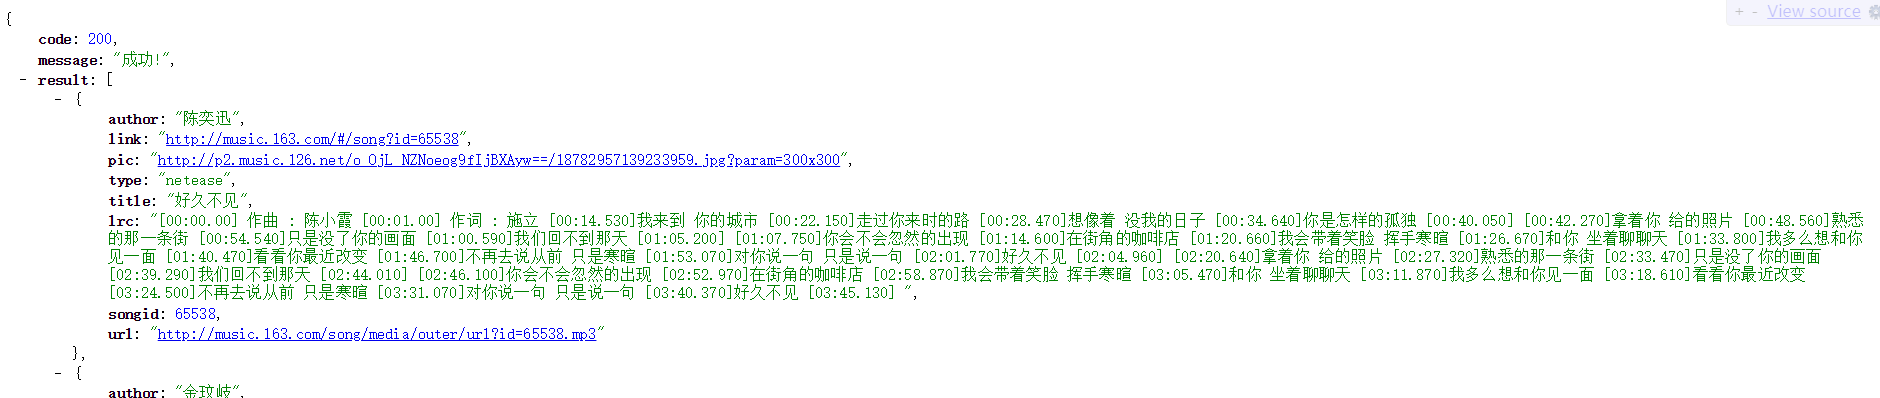 + - View source
{
code: 200,
message: "成功!",
- result: [
- {
author: "陈奕迅",
link: "http://music.163.com/#/song?id=65538",
pic: "http://p2.music.126.net/o_OjL_NZNoeog9fIjBXAyw==/18782957139233959.jpg?param=300x300",
type: "netease",
title: "好久不见",
lrc: "[00:00.00] 作曲 : 陈小霞 [00:01.00] 作词 : 施立 [00:14.530]我来到 你的城市 [00:22.150]走过你来时的路 [00:28.470]想像着 没我的日子 [00:34.640]你是怎样的孤独 [00:40.050] [00:42.270]拿着你 给的照片 [00:48.560]熟悉
的那一条街 [00:54.540]只是没了你的画面 [01:00.590]我们回不到那天 [01:05.200] [01:07.750]你会不会忽然的出现 [01:14.600]在街角的咖啡店 [01:20.660]我会带着笑脸 挥手寒暄 [01:26.670]和你 坐着聊聊天 [01:33.800]我多么想和你
见一面 [01:40.470]看看你最近改变 [01:46.700]不再去说从前 只是寒暄 [01:53.070]对你说一句 只是说一句 [02:01.770]好久不见 [02:04.960] [02:20.640]拿着你 给的照片 [02:27.320]熟悉的那一条街 [02:33.470]只是没了你的画面
[02:39.290]我们回不到那天 [02:44.010] [02:46.100]你会不会忽然的出现 [02:52.970]在街角的咖啡店 [02:58.870]我会带着笑脸 挥手寒暄 [03:05.470]和你 坐着聊聊天 [03:11.870]我多么想和你见一面 [03:18.610]看看你最近改变
[03:24.500]不再去说从前 只是寒暄 [03:31.070]对你说一句 只是说一句 [03:40.370]好久不见 [03:45.130] ",
songid: 65538,
url: "http://music.163.com/song/media/outer/url?id=65538.mp3"
},
- {
author: "金玟岐",